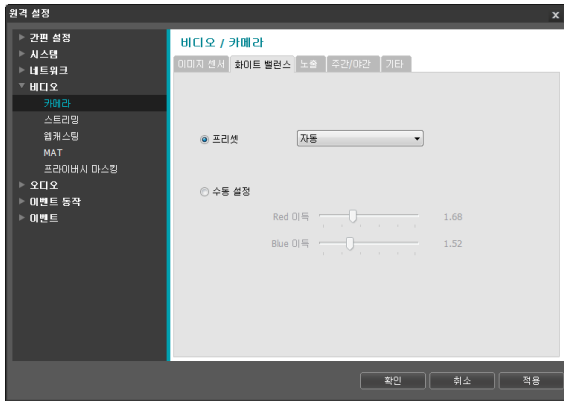 원격 설정
x
간편 설정
시스템
네트워크
비디오
카메라
스트리밍
웹캐스팅
MAT
프라이버시 마스킹
오디오
이벤트 동작
이벤트
비디오 / 카메라
이미지 센서 화이트 밸런스 노출 주간/야간 기타
프리셋 자동
수동 설정
Red 이득 1.68
Blue 이득 1.52
확인 취소 적용